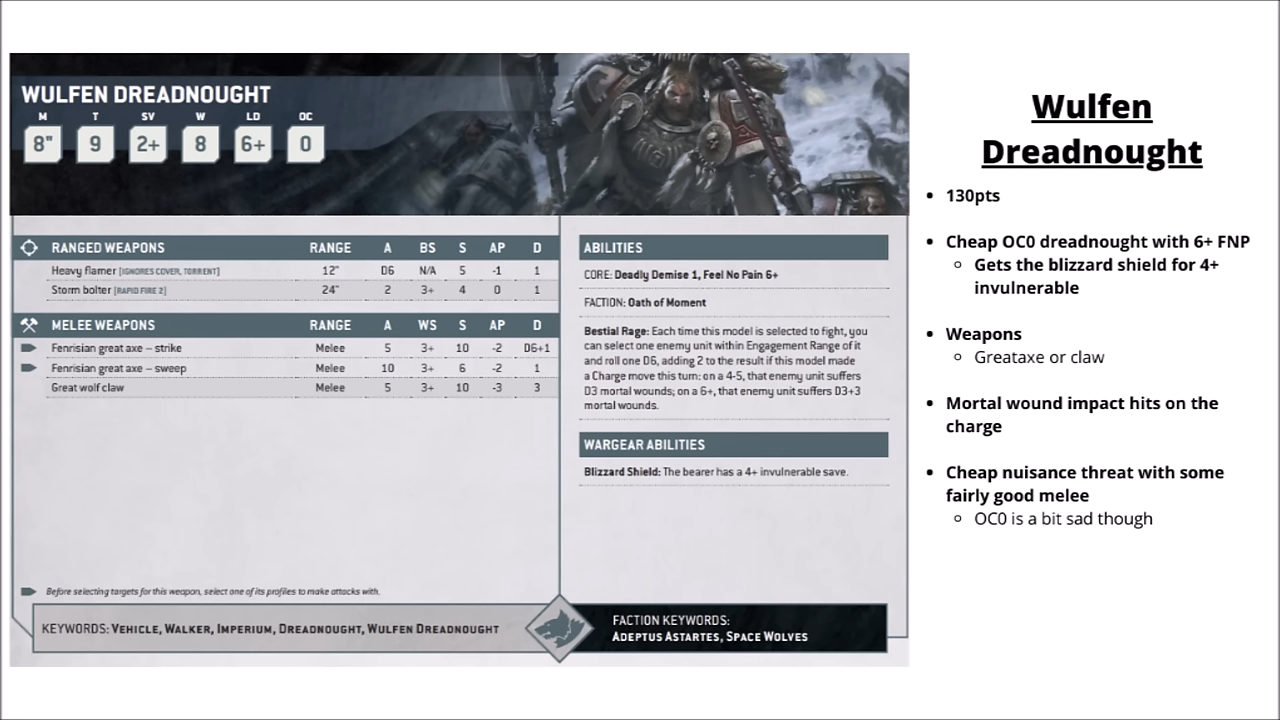 WULFEN DREADNOUGHT
M T SV W LD OC
8" 9 2+ 8 6+ 0
RANGED WEAPONS RANGE A BS S AP D
Heavy flamer [IGNORES COVER, TORRENT] 12" D6 N/A 5 -1 1
Storm bolter [RAPID FIRE 2] 24" 2 3+ 4 0 1
MELEE WEAPONS RANGE A WS S AP D
Fenrisian great axe – strike Melee 5 3+ 10 -2 D6+1
Fenrisian great axe – sweep Melee 10 3+ 6 -2 1
Great wolf claw Melee 5 3+ 10 -3 3
Before selecting targets for this weapon, select one of its profiles to make attacks with.
KEYWORDS: VEHICLE, WALKER, IMPERIUM, DREADNOUGHT, WULFEN DREADNOUGHT
ABILITIES
CORE: Deadly Demise 1, Feel No Pain 6+
FACTION: Oath of Moment
Bestial Rage: Each time this model is selected to fight, you
can select one enemy unit within Engagement Range of it
and roll one D6, adding 2 to the result if this model made
a Charge move this turn: on a 4-5, that enemy unit suffers
D3 mortal wounds; on a 6+, that enemy unit suffers D3+3
mortal wounds.
WARGEAR ABILITIES
Blizzard Shield: The bearer has a 4+ invulnerable save.
FACTION KEYWORDS:
ADEPTUS ASTARTES, SPACE WOLVES
Wulfen
Dreadnought
• 130pts
• Cheap OC0 dreadnought with 6+ FNP
○ Gets the blizzard shield for 4+
invulnerable
• Weapons
○ Greataxe or claw
• Mortal wound impact hits on the
charge
• Cheap nuisance threat with some
fairly good melee
○ OC0 is a bit sad though